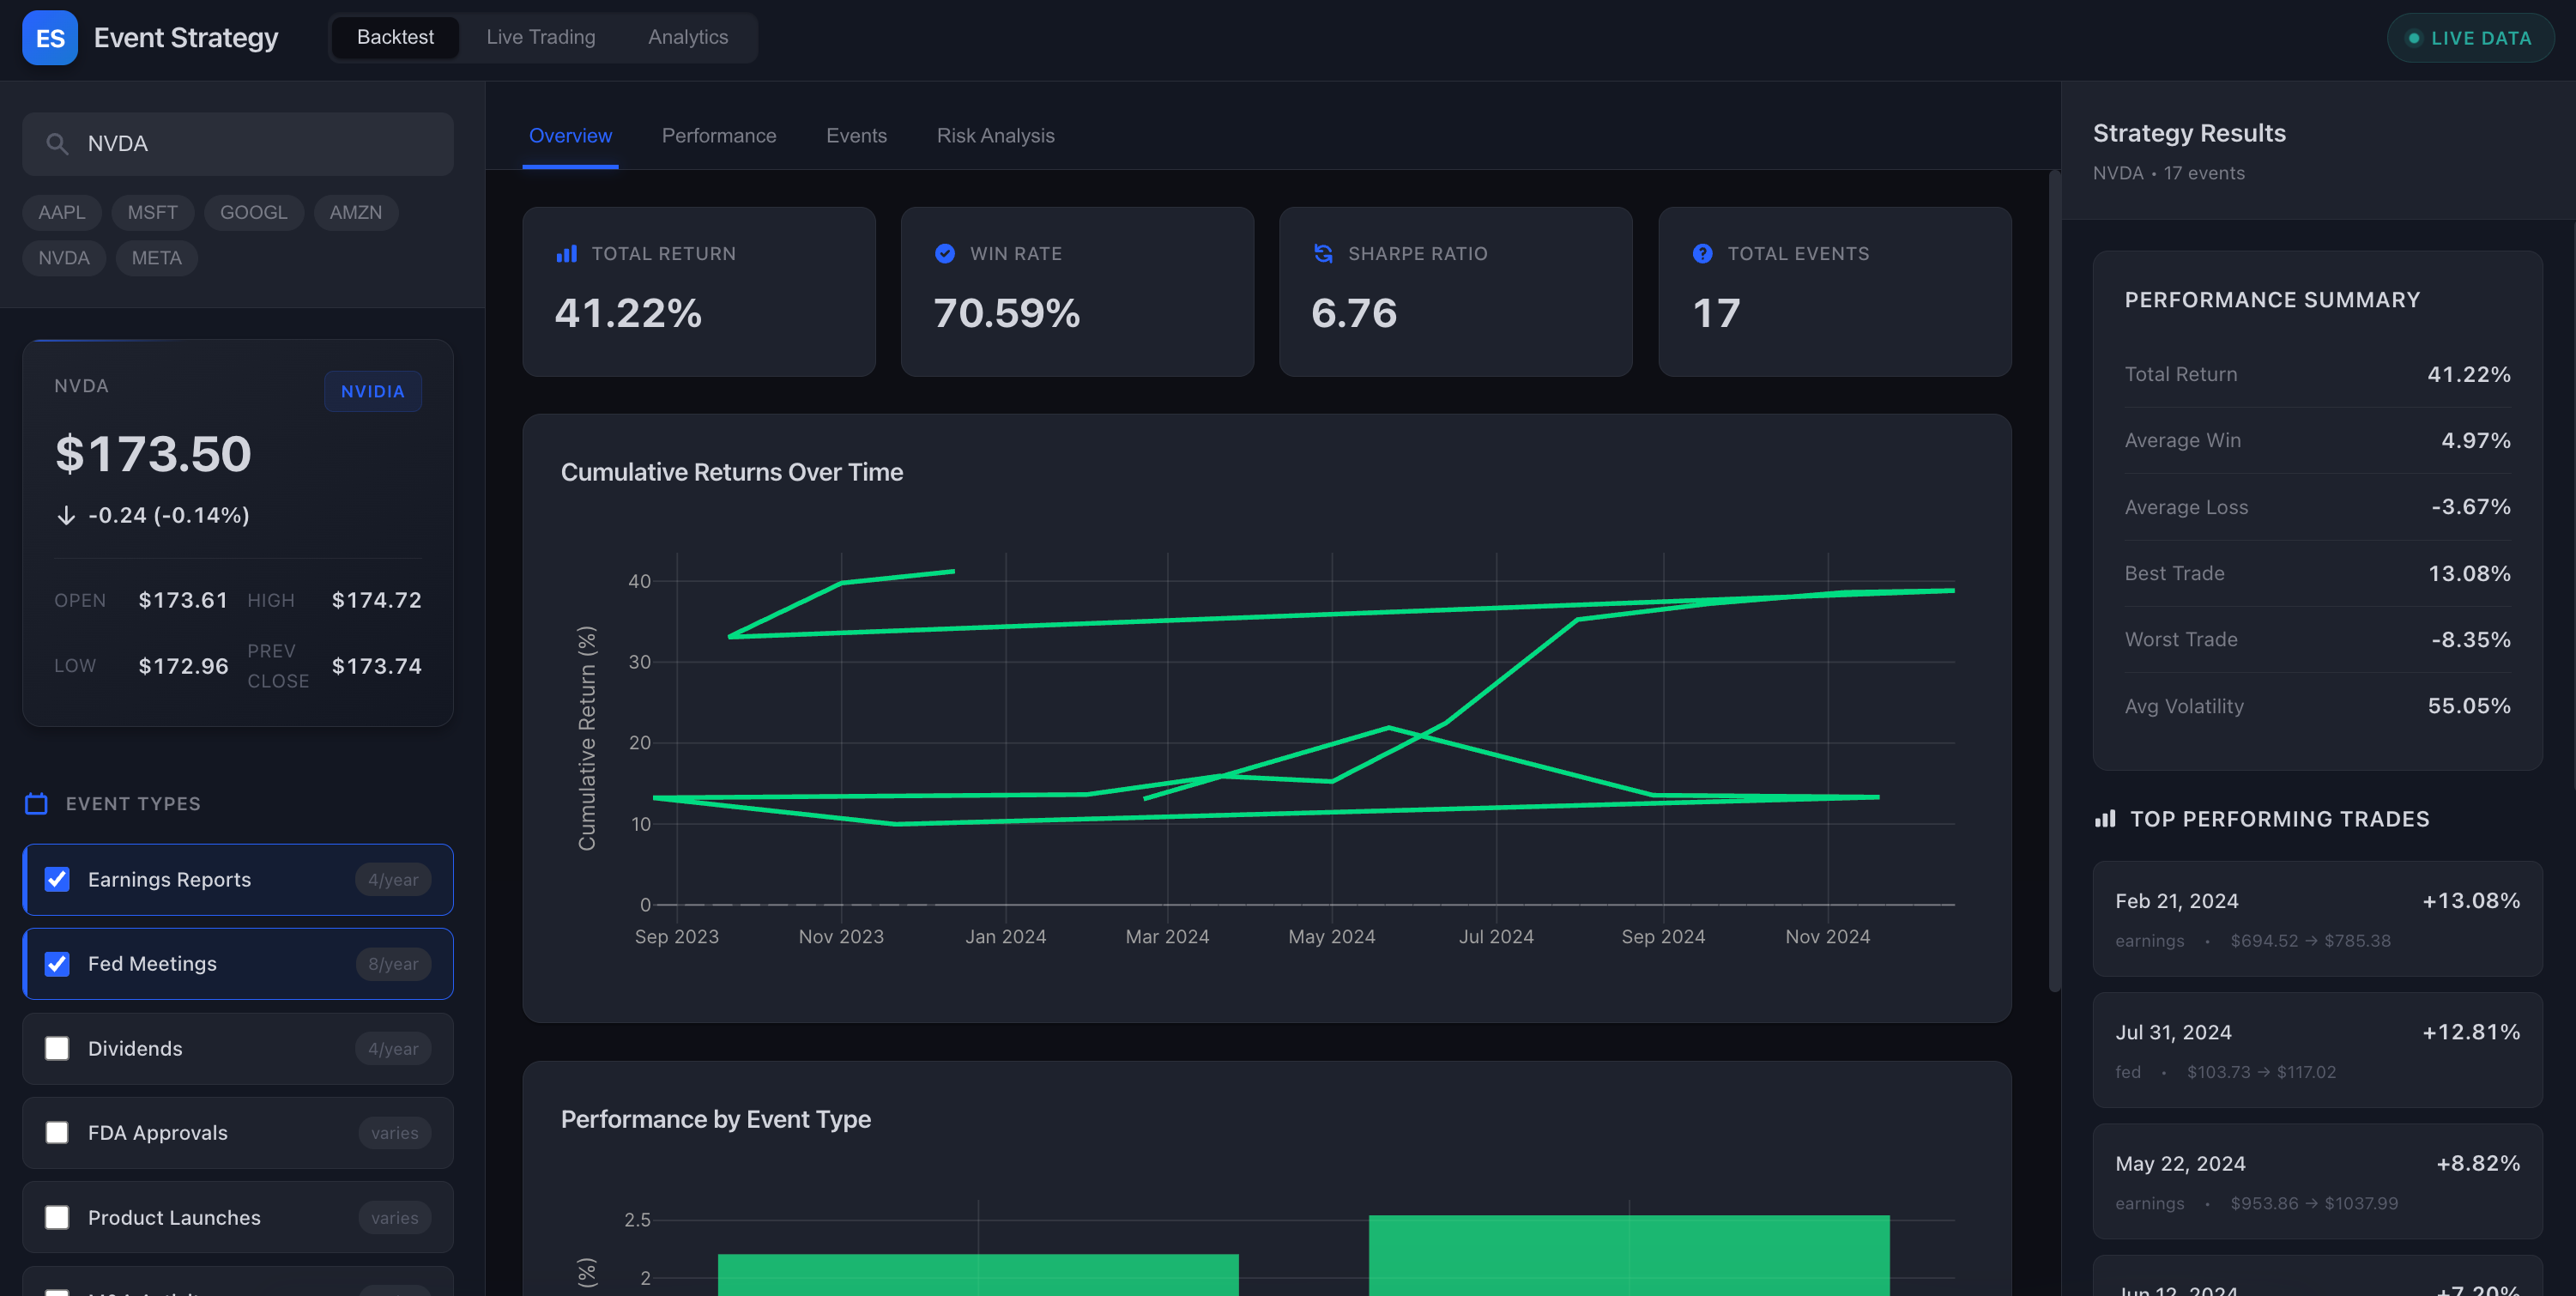 ES Event Strategy Backtest Live Trading Analytics LIVE DATA
NVDA
AAPL MSFT GOOGL AMZN
NVDA META
NVDA NVIDIA
$173.50
↓ -0.24 (-0.14%)
OPEN $173.61 HIGH $174.72
LOW $172.96 PREV CLOSE $173.74
EVENT TYPES
Earnings Reports 4/year
Fed Meetings 8/year
Dividends 4/year
FDA Approvals varies
Product Launches varies
Overview Performance Events Risk Analysis
TOTAL RETURN
41.22%
WIN RATE
70.59%
SHARPE RATIO
6.76
TOTAL EVENTS
17
Cumulative Returns Over Time
Cumulative Return (%)
40
30
20
10
0
Sep 2023 Nov 2023 Jan 2024 Mar 2024 May 2024 Jul 2024 Sep 2024 Nov 2024
Performance by Event Type
2.5
2
(%)
Strategy Results
NVDA • 17 events
PERFORMANCE SUMMARY
Total Return 41.22%
Average Win 4.97%
Average Loss -3.67%
Best Trade 13.08%
Worst Trade -8.35%
Avg Volatility 55.05%
TOP PERFORMING TRADES
Feb 21, 2024 +13.08%
earnings • $694.52 → $785.38
Jul 31, 2024 +12.81%
fed • $103.73 → $117.02
May 22, 2024 +8.82%
earnings • $953.86 → $1037.99
Jun 12, 2024 +7.20%